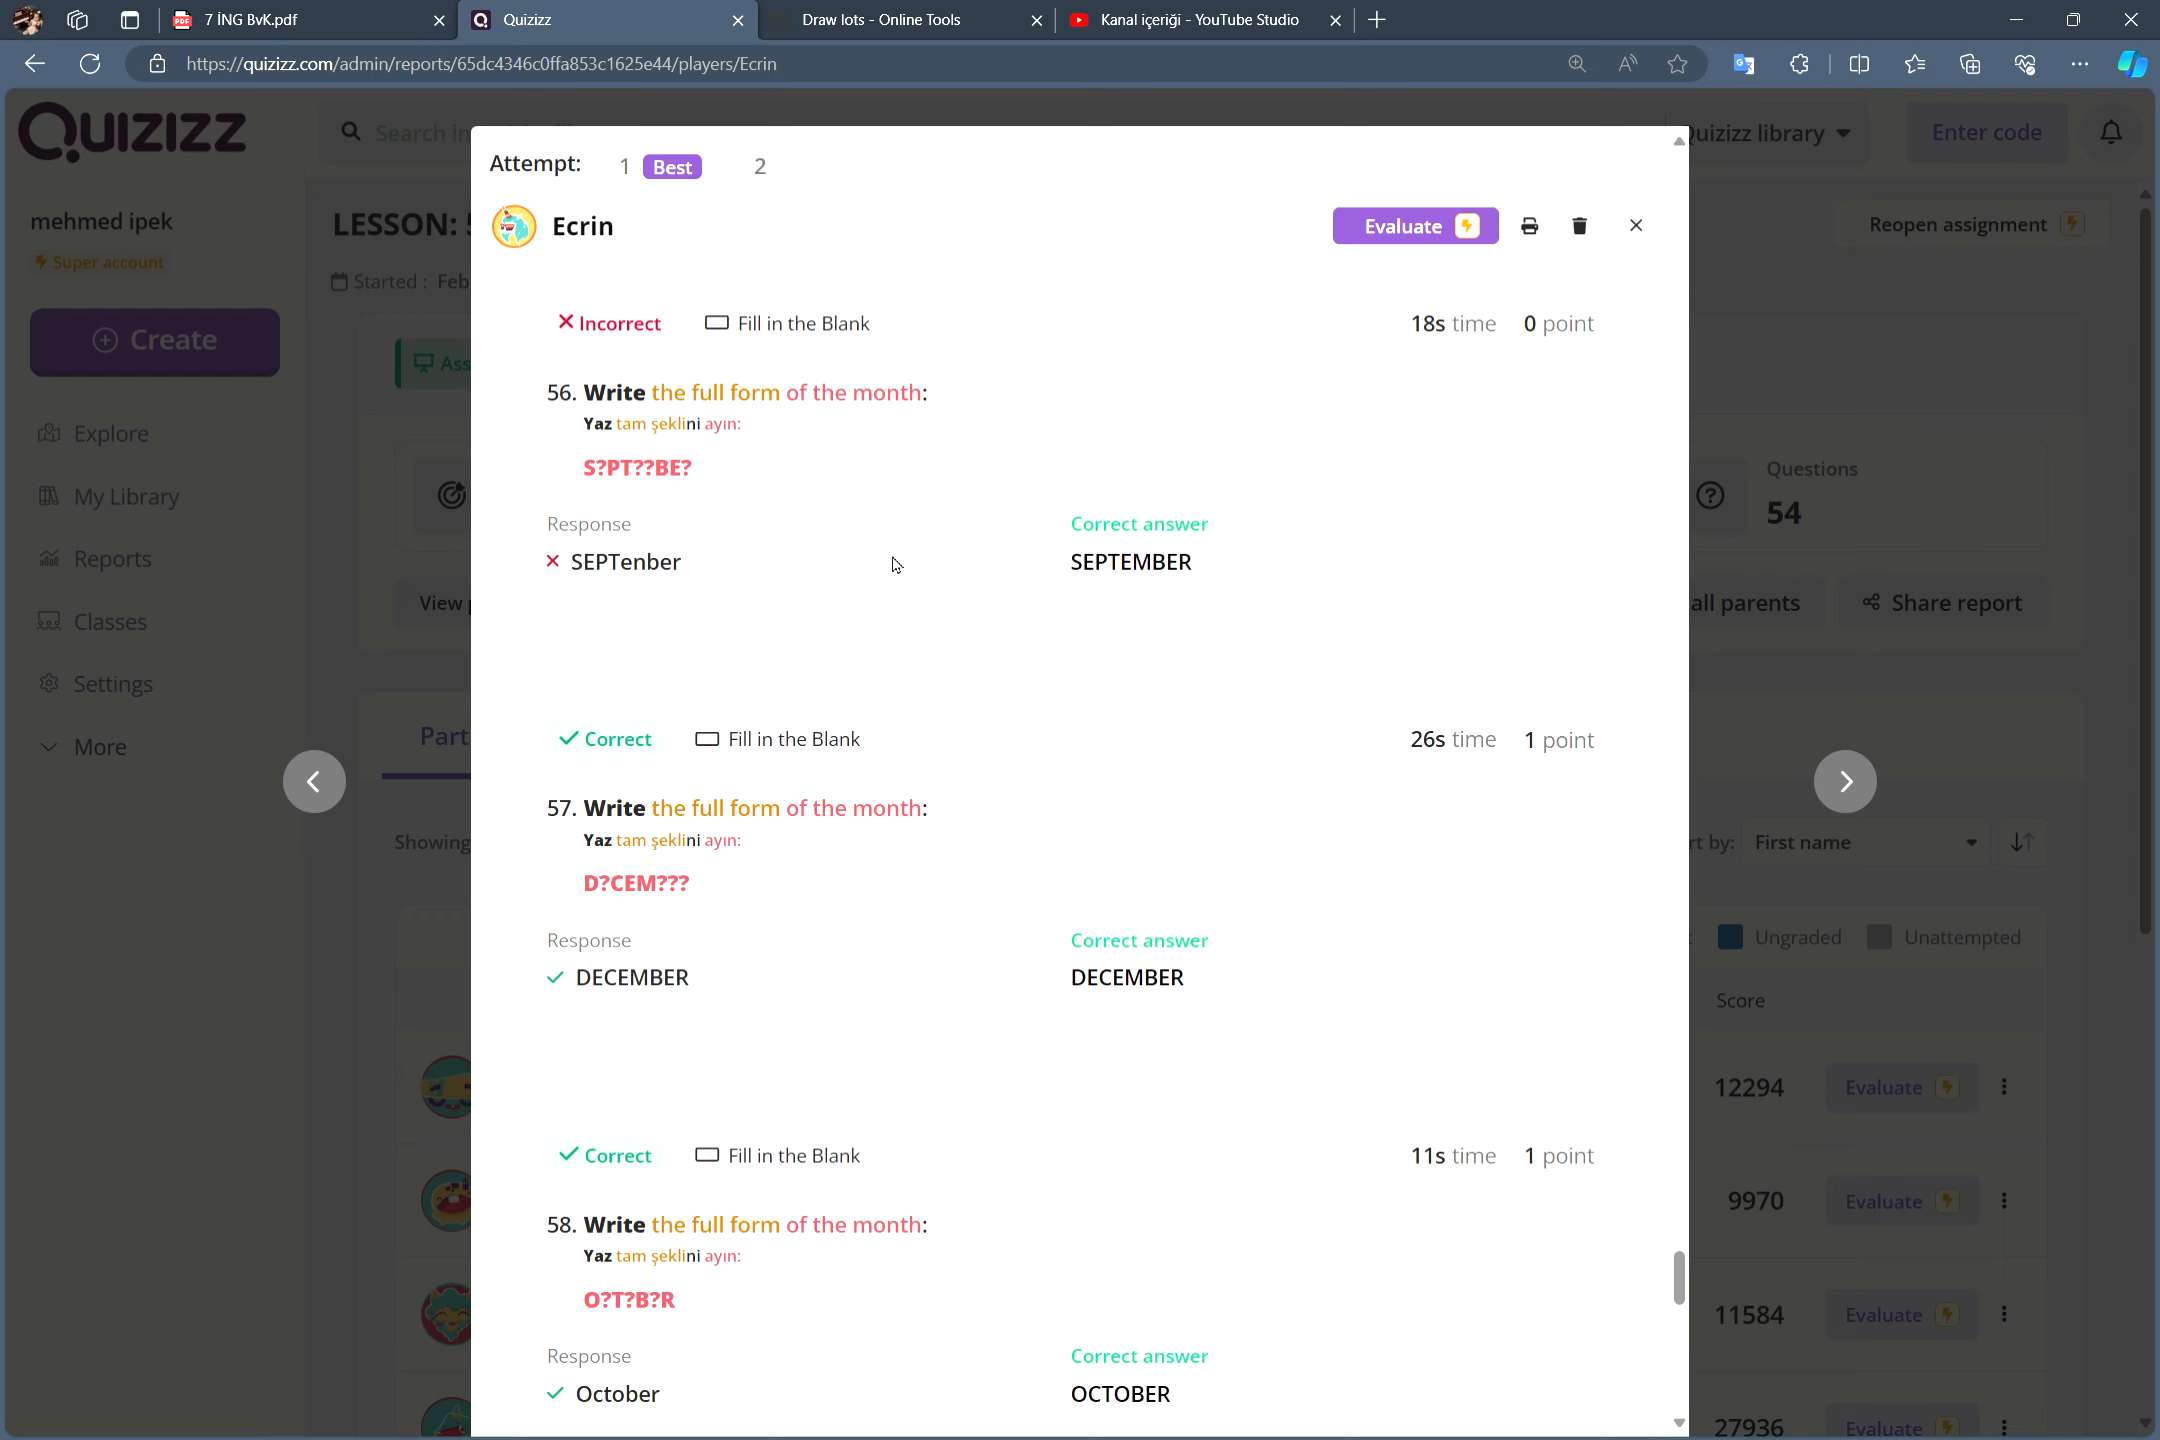 7 İNG BvK.pdf
Quizizz
Draw lots - Online Tools
Kanal içeriği - YouTube Studio
https://quizizz.com/admin/reports/65dc4346c0ffa853c1625e44/players/Ecrin
QUIZIZZ
Search in
Quizizz library
Enter code
mehmed ipek
Super account
LESSON:
Started : Feb
Reopen assignment
Create
Explore
My Library
Reports
Classes
Settings
More
Attempt: 1 Best 2
Ecrin
Evaluate
Incorrect Fill in the Blank 18s time 0 point
56. Write the full form of the month:
Yaz tam şeklini ayın:
S?PT??BE?
Response Correct answer
SEPTenber SEPTEMBER
Correct Fill in the Blank 26s time 1 point
57. Write the full form of the month:
Yaz tam şeklini ayın:
D?CEM???
Response Correct answer
DECEMBER DECEMBER
Correct Fill in the Blank 11s time 1 point
58. Write the full form of the month:
Yaz tam şeklini ayın:
O?T?B?R
Response Correct answer
October OCTOBER
Ass
View
Part
Showing
Questions
54
all parents
Share report
rt by: First name
Ungraded Unattempted
Score
12294 Evaluate
9970 Evaluate
11584 Evaluate
27936 Evaluate